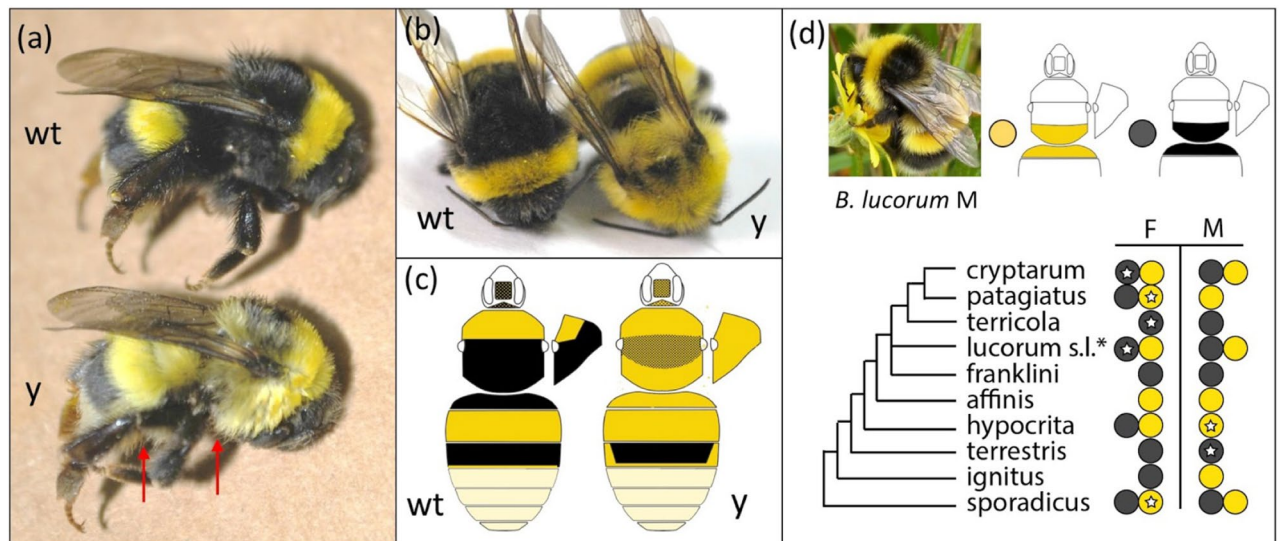 (a)
wt
y
(b)
wt
y
(c)
wt
y
(d)
B. lucorum M
F M
cryptarum
patagiatus
terricola
lucorum s.l.*
franklini
affinis
hypocrita
terrestris
ignitus
sporadicus